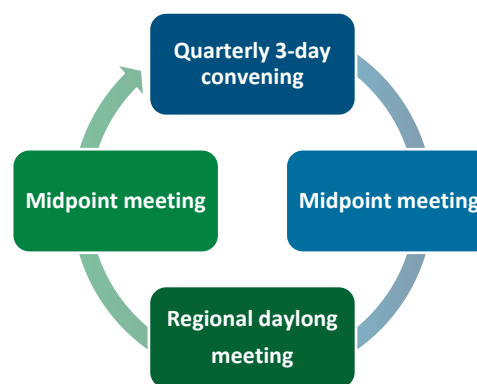 Quarterly 3-day
convening
Midpoint meeting
Midpoint meeting
Regional daylong
meeting